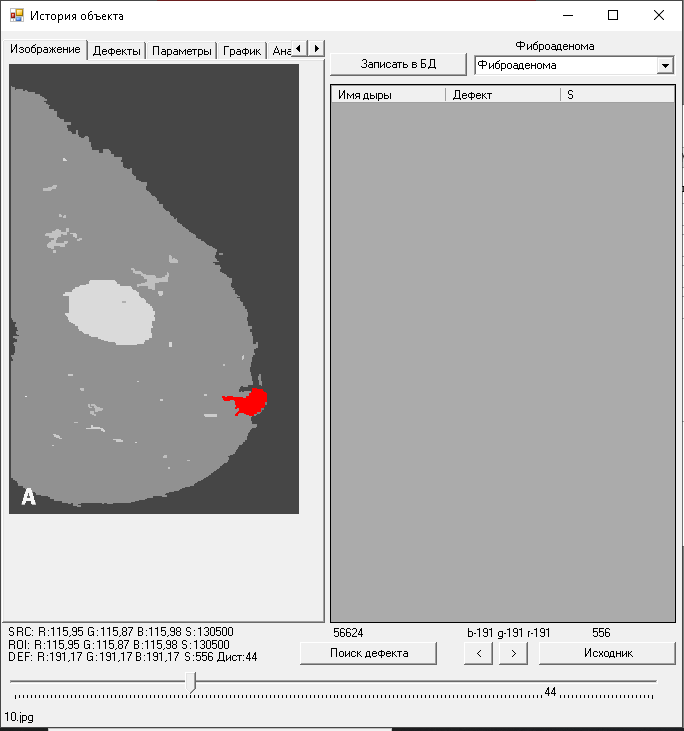 История объекта
Изображение Дефекты Параметры График Ана
Фиброаденома
Записать в БД
Фиброаденома
Имя дыры Дефект S
A
SRC: R:115,95 G:115,87 B:115,98 S:130500
ROI: R:115,95 G:115,87 B:115,98 S:130500
DEF: R:191,17 G:191,17 B:191,17 S:556 Дист:44
56624 b-191 g-191 r-191 556
Поиск дефекта < > Исходник
44
10.jpg